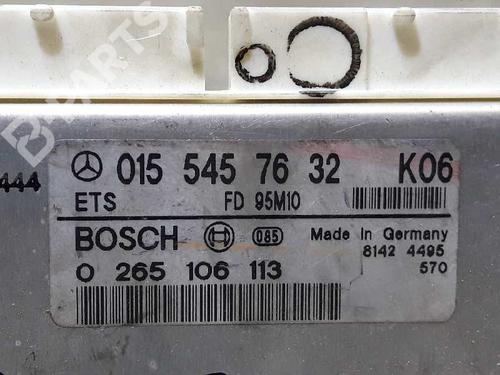 B-PARTS
444
015 545 76 32 K06
ETS FD 95M10
BOSCH 085 Made In Germany
0 265 106 113 8142 4495
570